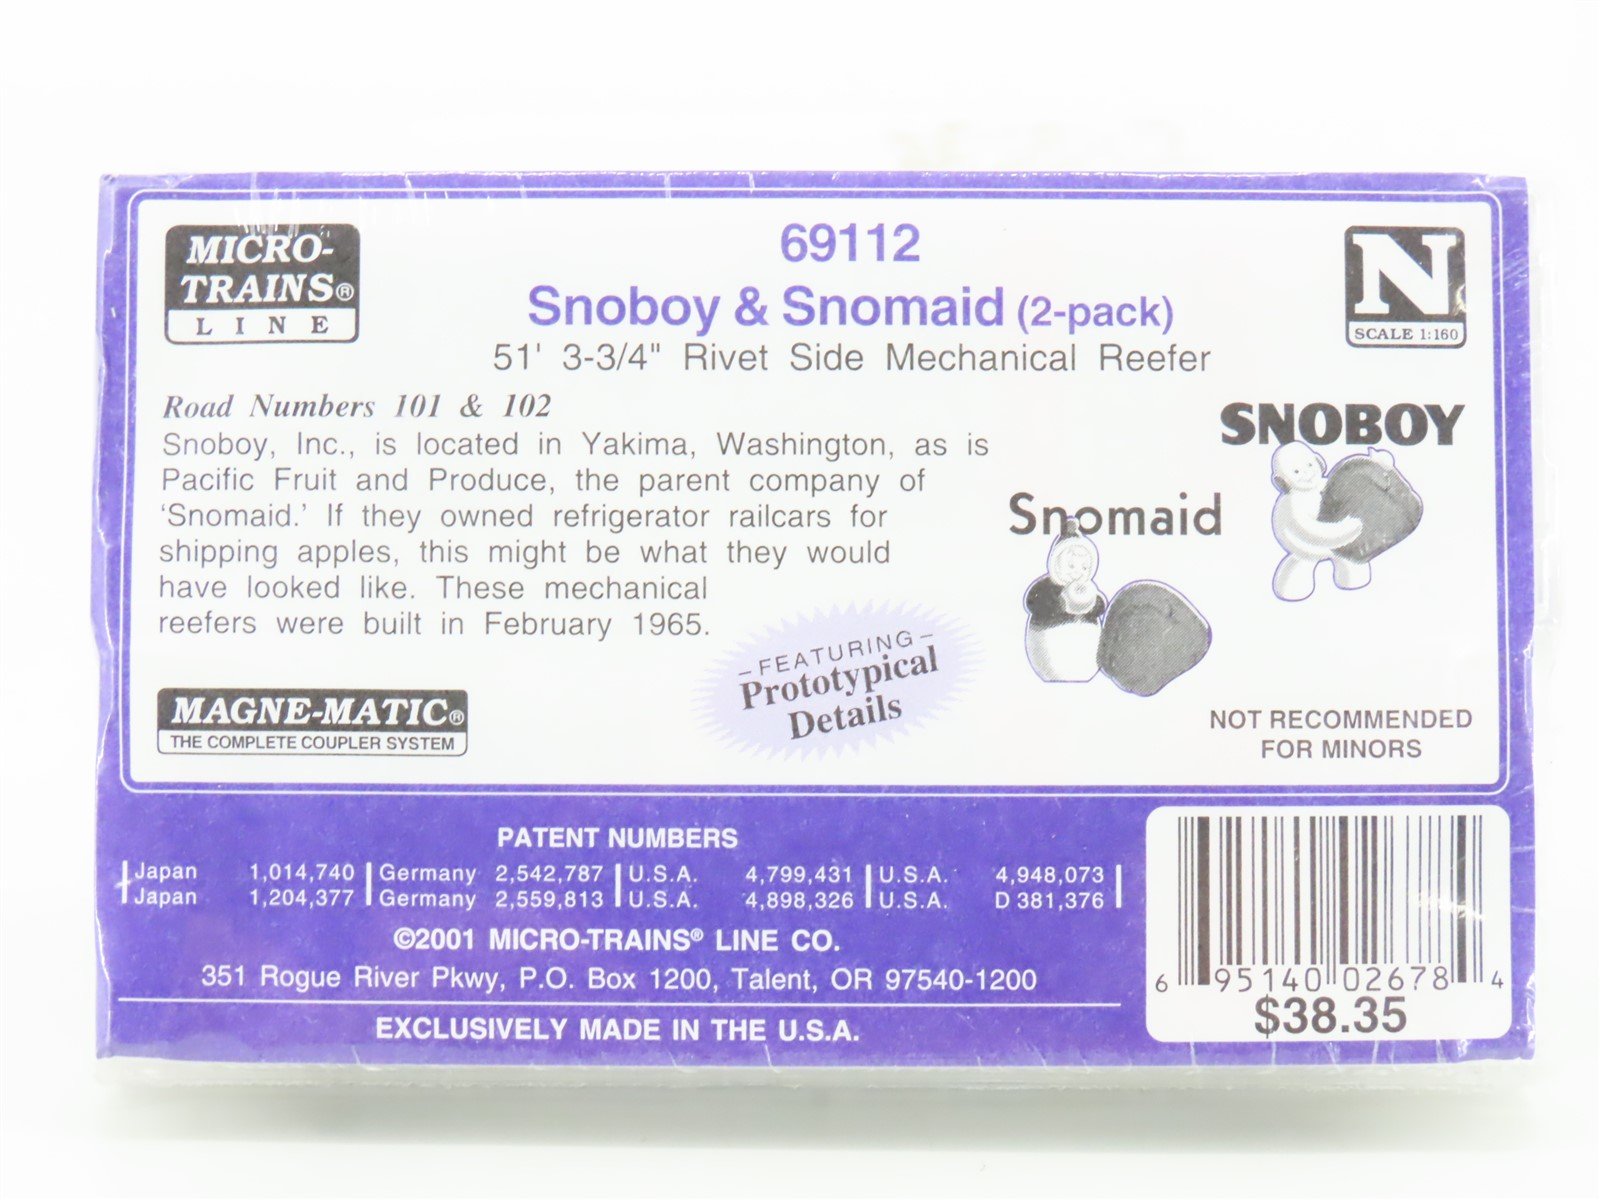 MICRO-
TRAINS®
LINE
69112
Snoboy & Snomaid (2-pack)
51' 3-3/4" Rivet Side Mechanical Reefer
N
SCALE 1:160
Road Numbers 101 & 102
Snoboy, Inc., is located in Yakima, Washington, as is
Pacific Fruit and Produce, the parent company of
‘Snomaid.’ If they owned refrigerator railcars for
shipping apples, this might be what they would
have looked like. These mechanical
reefers were built in February 1965.
SNOBOY
Snomaid
–FEATURING–
Prototypical
Details
MAGNE-MATIC®
THE COMPLETE COUPLER SYSTEM
NOT RECOMMENDED
FOR MINORS
PATENT NUMBERS
Japan 1,014,740 Germany 2,542,787 U.S.A. 4,799,431 U.S.A. 4,948,073
Japan 1,204,377 Germany 2,559,813 U.S.A. 4,898,326 U.S.A. D 381,376
©2001 MICRO-TRAINS® LINE CO.
351 Rogue River Pkwy, P.O. Box 1200, Talent, OR 97540-1200
EXCLUSIVELY MADE IN THE U.S.A.
6 95140 02678 4
$38.35